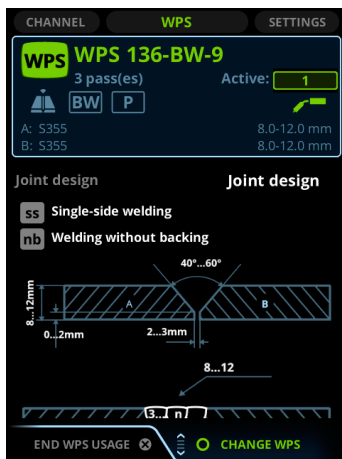 CHANNEL WPS SETTINGS
WPS WPS 136-BW-9
3 pass(es) Active: 1
BW P
A: S355 8.0-12.0 mm
B: S355 8.0-12.0 mm
Joint design Joint design
ss Single-side welding
nb Welding without backing
40°...60°
8...12mm A B
0...2mm 2...3mm
8...12
3... n
END WPS USAGE CHANGE WPS